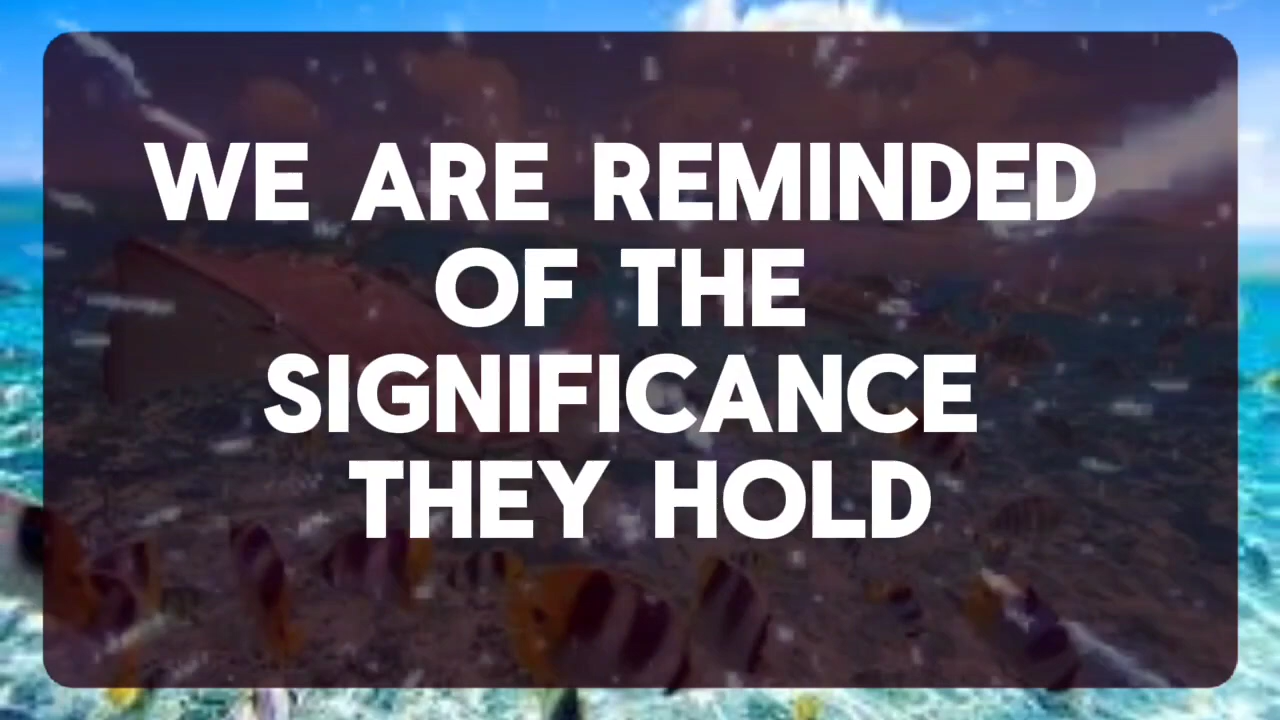 WE ARE REMINDED
OF THE
SIGNIFICANCE
THEY HOLD